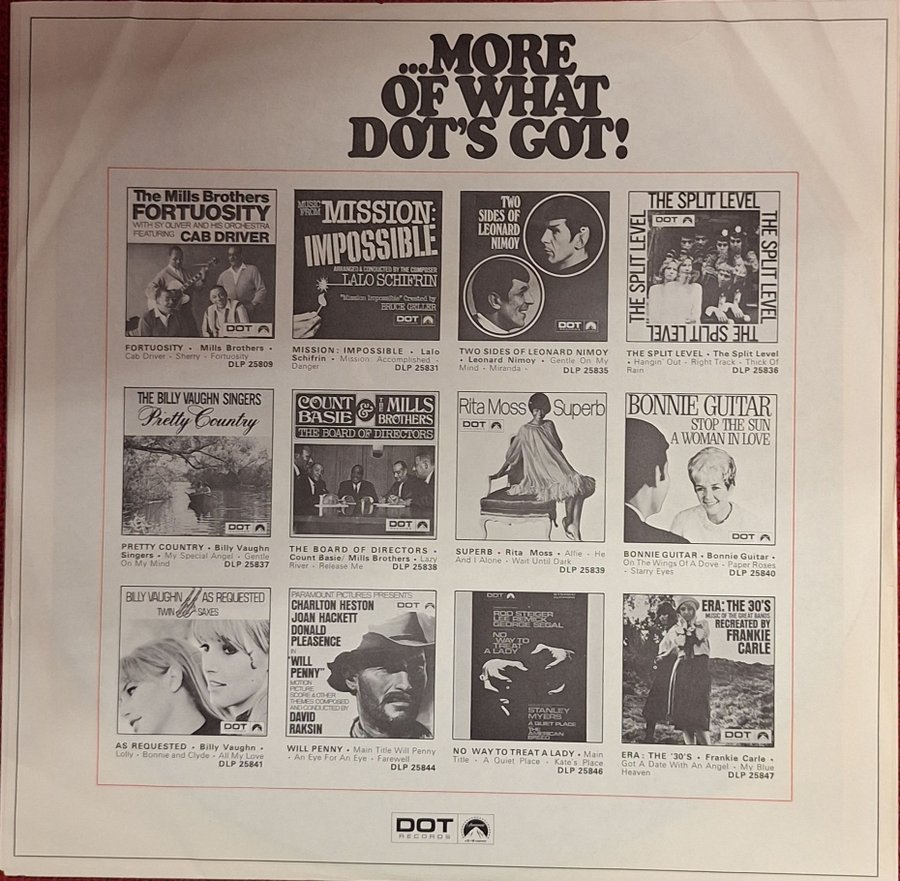 ...MORE
OF WHAT
DOT'S GOT!
The Mills Brothers
FORTUOSITY
WITH SY OLIVER AND HIS ORCHESTRA
FEATURING CAB DRIVER
DOT
FORTUOSITY • Mills Brothers •
Cab Driver - Sherry - Fortuosity
DLP 25809
MUSIC FROM MISSION:
IMPOSSIBLE
ARRANGED & CONDUCTED BY THE COMPOSER
LALO SCHIFRIN
"Mission Impossible" Created by
BRUCE GELLER
DOT
MISSION: IMPOSSIBLE • Lalo
Schifrin • Mission: Accomplished -
Danger DLP 25831
TWO
SIDES OF
LEONARD
NIMOY
DOT
TWO SIDES OF LEONARD NIMOY
• Leonard Nimoy • Gentle On My
Mind - Miranda - DLP 25835
THE SPLIT LEVEL
THE SPLIT LEVEL
THE SPLIT LEVEL
THE SPLIT LEVEL
DOT
THE SPLIT LEVEL • The Split Level
• Hangin' Out - Right Track - Thick Of
Rain DLP 25836
THE BILLY VAUGHN SINGERS
Pretty Country
DOT
PRETTY COUNTRY • Billy Vaughn
Singers • My Special Angel - Gentle
On My Mind DLP 25837
COUNT BASIE & THE MILLS BROTHERS
THE BOARD OF DIRECTORS
DOT
THE BOARD OF DIRECTORS •
Count Basie/ Mills Brothers • Lazy
River - Release Me DLP 25838
Rita Moss Superb
DOT
SUPERB • Rita Moss • Alfie - He
And I Alone - Wait Until Dark
DLP 25839
BONNIE GUITAR
STOP THE SUN
A WOMAN IN LOVE
DOT
BONNIE GUITAR • Bonnie Guitar •
On The Wings Of A Dove - Paper Roses
- Starry Eyes DLP 25840
BILLY VAUGHN AS REQUESTED
TWIN SAXES
DOT
AS REQUESTED • Billy Vaughn •
Lolly - Bonnie and Clyde - All My Love
DLP 25841
PARAMOUNT PICTURES PRESENTS
CHARLTON HESTON
JOAN HACKETT
DONALD
PLEASENCE
IN
"WILL
PENNY"
MOTION
PICTURE
SCORE & OTHER
THEMES COMPOSED
AND CONDUCTED BY
DAVID
RAKSIN
DOT
WILL PENNY • Main Title Will Penny
- An Eye For An Eye - Farewell
DLP 25844
DOT
ROD STEIGER
LEE REMICK
GEORGE SEGAL
NO
WAY TO
TREAT
A LADY
STANLEY
MYERS
A QUIET PLACE
THE
AMERICAN
BREED
NO WAY TO TREAT A LADY • Main
Title - A Quiet Place - Kate's Place
DLP 25846
ERA: THE 30'S
MUSIC OF THE GREAT BANDS
RECREATED BY
FRANKIE
CARLE
DOT
ERA: THE '30'S • Frankie Carle •
Got A Date With An Angel - My Blue
Heaven DLP 25847
DOT
RECORDS
Paramount